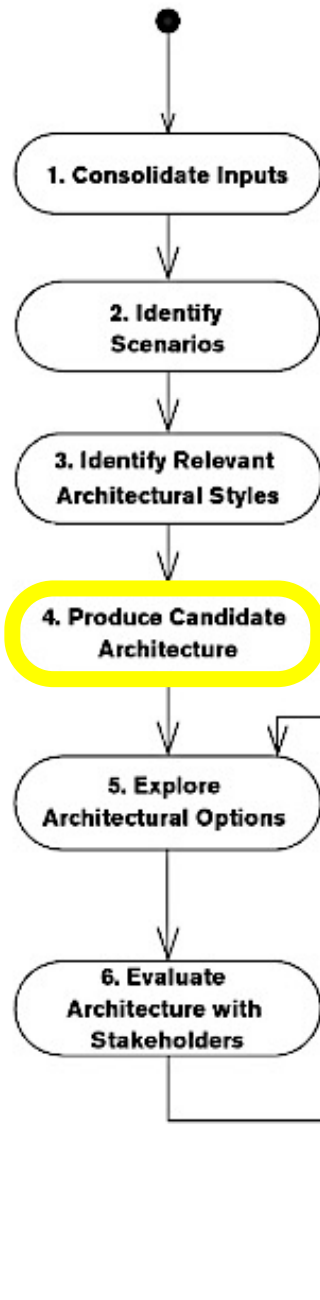 1. Consolidate Inputs
2. Identify
Scenarios
3. Identify Relevant
Architectural Styles
4. Produce Candidate
Architecture
5. Explore
Architectural Options
6. Evaluate
Architecture with
Stakeholders